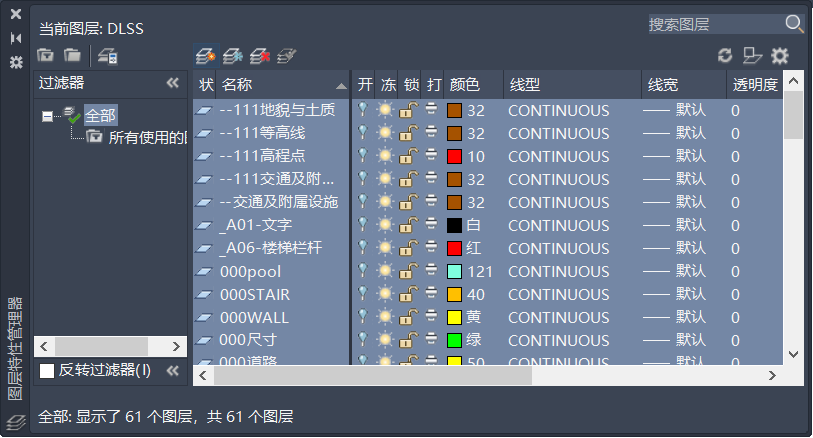 当前图层: DLSS
搜索图层
过滤器
全部
所有使用的
反转过滤器(I)
状 名称 开 冻 锁 打 颜色 线型 线宽 透明度
--111地貌与土质 32 CONTINUOUS 默认 0
--111等高线 32 CONTINUOUS 默认 0
--111高程点 10 CONTINUOUS 默认 0
--111交通及附... 32 CONTINUOUS 默认 0
--交通及附属设施 32 CONTINUOUS 默认 0
_A01-文字 白 CONTINUOUS 默认 0
_A06-楼梯栏杆 红 CONTINUOUS 默认 0
000pool 121 CONTINUOUS 默认 0
000STAIR 40 CONTINUOUS 默认 0
000WALL 黄 CONTINUOUS 默认 0
000尺寸 绿 CONTINUOUS 默认 0
000道路 50 CONTINUOUS 默认 0
图层特性管理器
全部: 显示了 61 个图层，共 61 个图层